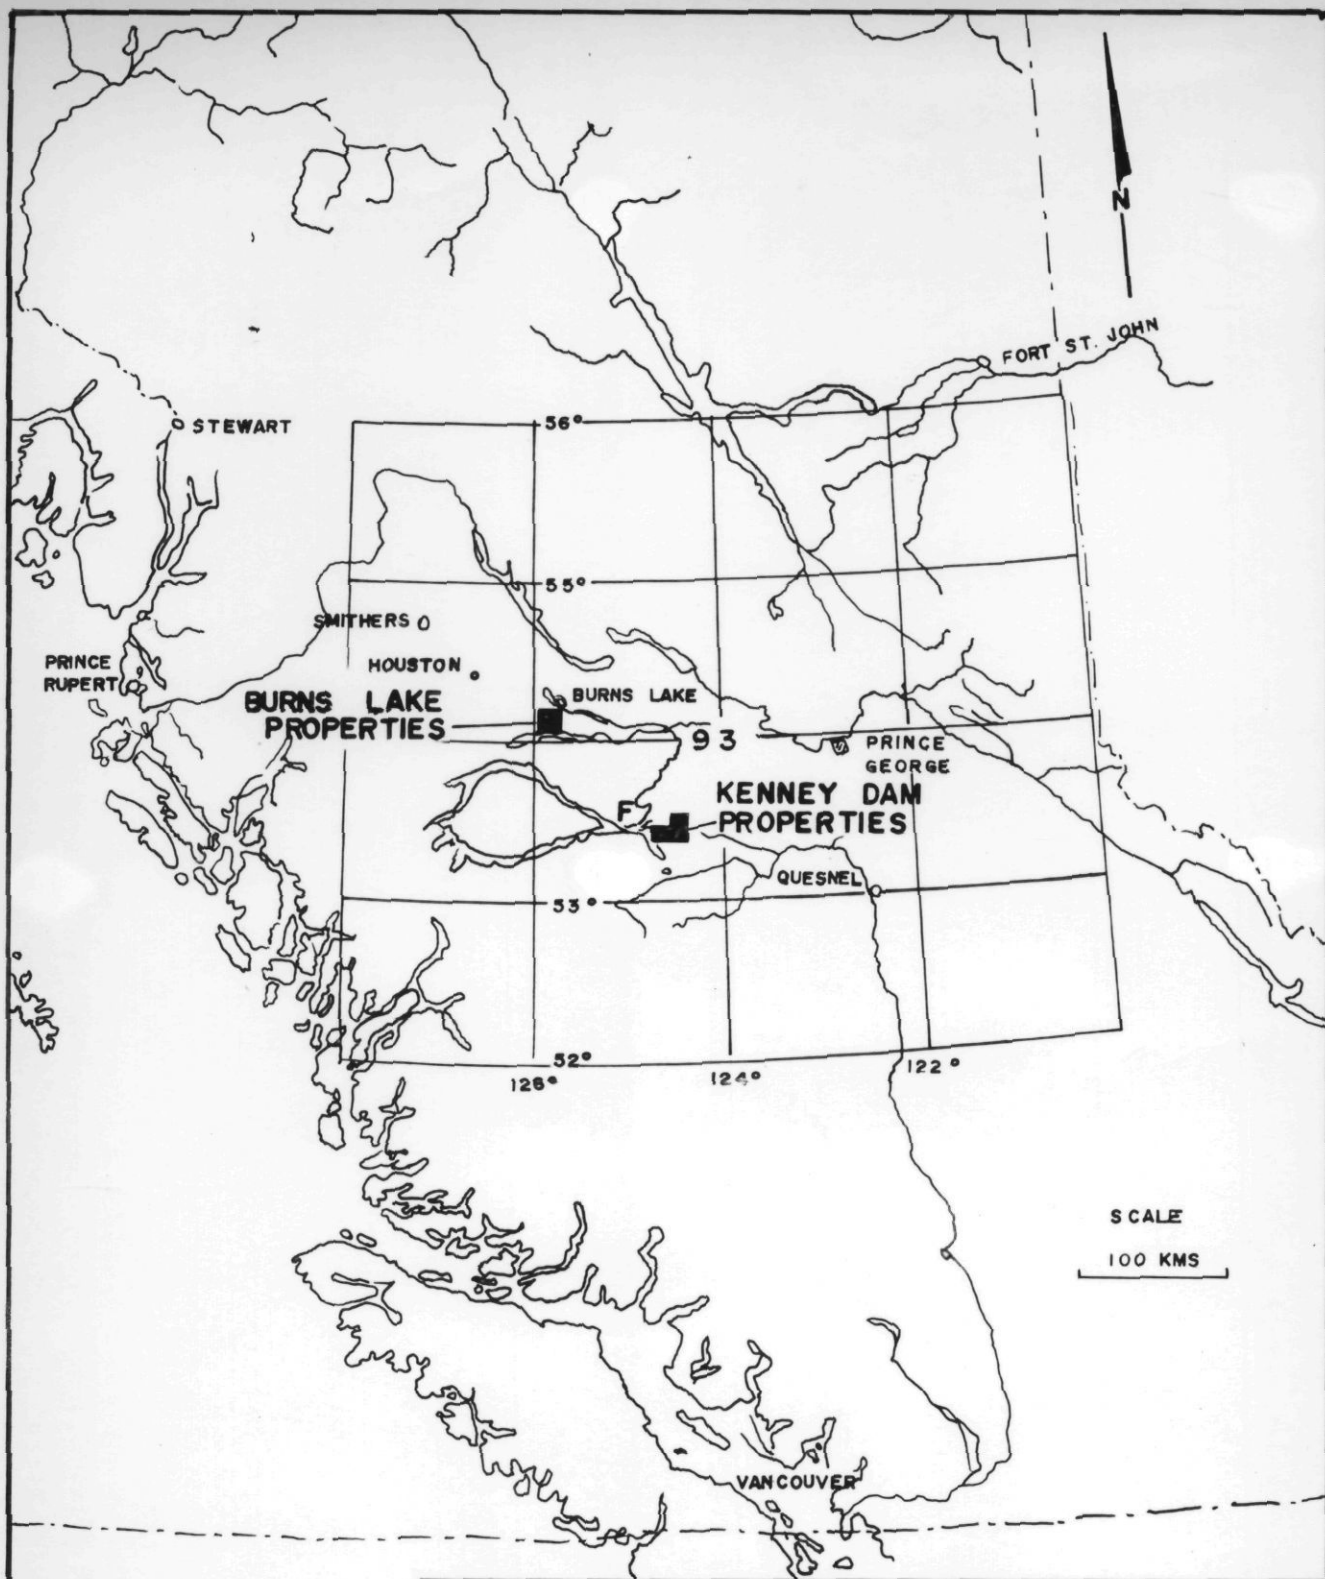 N
FORT ST. JOHN
STEWART
56°
55°
SMITHERS
PRINCE
RUPERT
HOUSTON
BURNS LAKE
BURNS LAKE
PROPERTIES
93
PRINCE
GEORGE
KENNEY DAM
PROPERTIES
F
QUESNEL
53°
52°
126°
124°
122°
SCALE
100 KMS
VANCOUVER